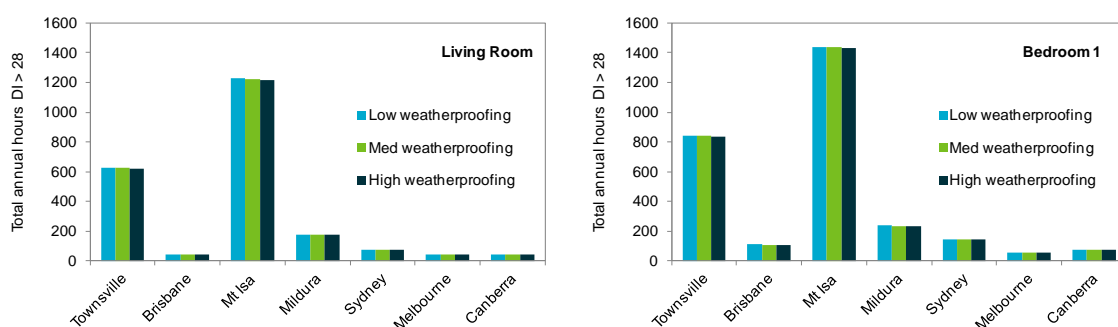 Total annual hours DI > 28
1600
1400
1200
1000
800
600
400
200
0
Living Room
Low weatherproofing
Med weatherproofing
High weatherproofing
Townsville
Brisbane
Mt Isa
Mildura
Sydney
Melbourne
Canberra
Total annual hours DI > 28
1600
1400
1200
1000
800
600
400
200
0
Bedroom 1
Low weatherproofing
Med weatherproofing
High weatherproofing
Townsville
Brisbane
Mt Isa
Mildura
Sydney
Melbourne
Canberra